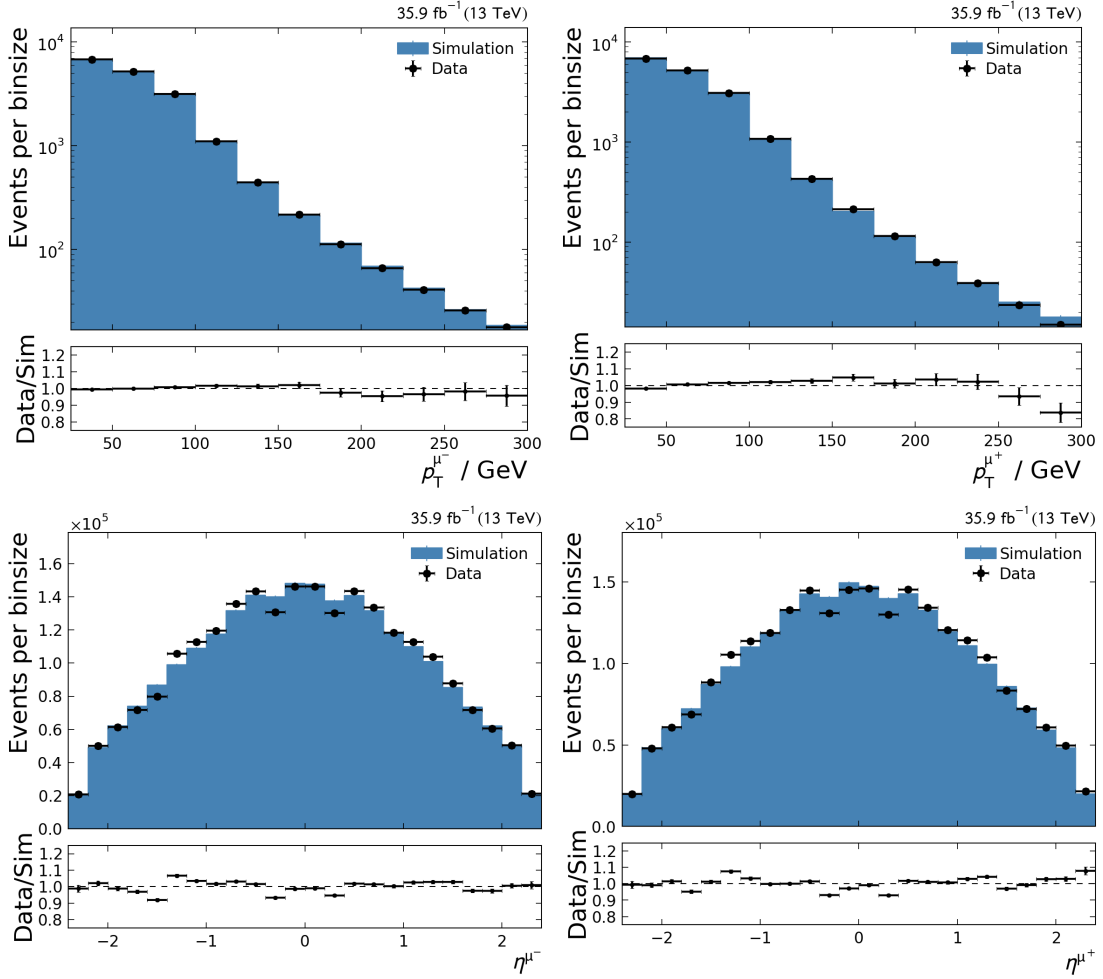 35.9 fb⁻¹ (13 TeV)
Events per binsize
10⁴
10³
10²
Simulation
Data
Data/Sim
1.2
1.1
1.0
0.9
0.8
50 100 150 200 250 300
p_T^{μ⁻} / GeV
35.9 fb⁻¹ (13 TeV)
Events per binsize
10⁴
10³
10²
Simulation
Data
Data/Sim
1.2
1.1
1.0
0.9
0.8
50 100 150 200 250 300
p_T^{μ⁺} / GeV
×10⁵
35.9 fb⁻¹ (13 TeV)
Events per binsize
1.6
1.4
1.2
1.0
0.8
0.6
0.4
0.2
0.0
Simulation
Data
Data/Sim
1.2
1.1
1.0
0.9
0.8
−2 −1 0 1 2
η^{μ⁻}
×10⁵
35.9 fb⁻¹ (13 TeV)
Events per binsize
1.5
1.0
0.5
0.0
Simulation
Data
Data/Sim
1.2
1.1
1.0
0.9
0.8
−2 −1 0 1 2
η^{μ⁺}